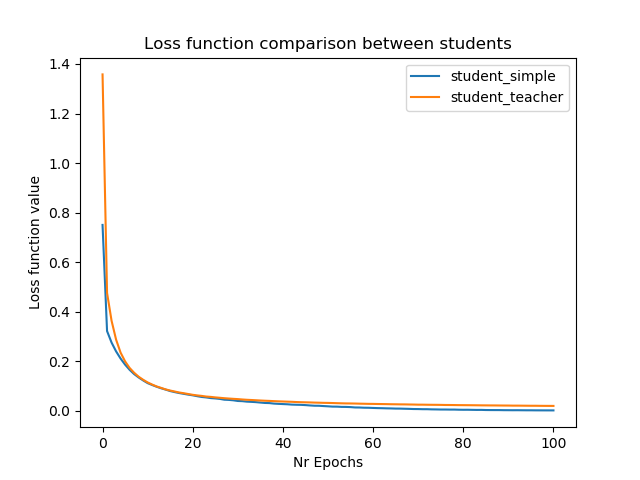 Loss function comparison between students
student_simple
student_teacher
Loss function value
1.4
1.2
1.0
0.8
0.6
0.4
0.2
0.0
0
20
40
60
80
100
Nr Epochs